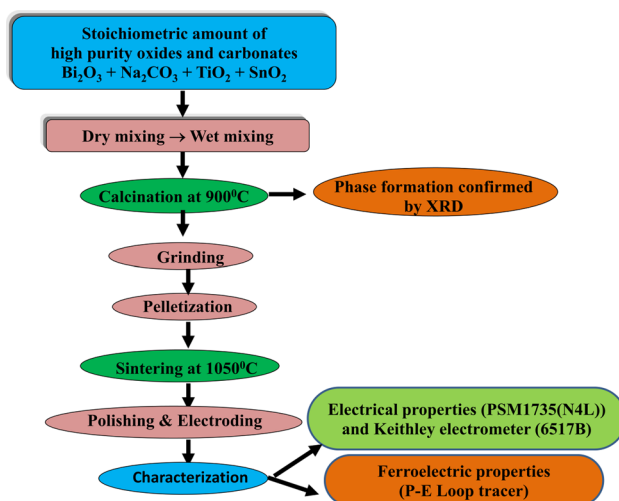 Stoichiometric amount of
high purity oxides and carbonates
Bi₂O₃ + Na₂CO₃ + TiO₂ + SnO₂
Dry mixing → Wet mixing
Calcination at 900⁰C
Phase formation confirmed
by XRD
Grinding
Pelletization
Sintering at 1050⁰C
Polishing & Electroding
Electrical properties (PSM1735(N4L))
and Keithley electrometer (6517B)
Characterization
Ferroelectric properties
(P-E Loop tracer)